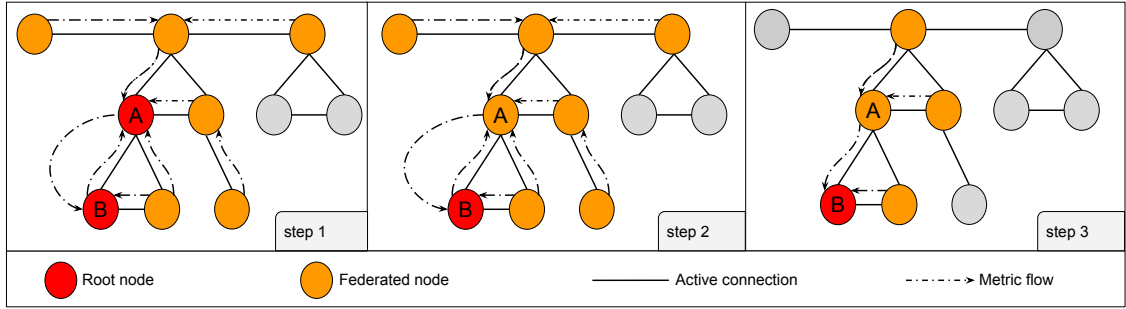 A
B
step 1
A
B
step 2
A
B
step 3
Root node
Federated node
Active connection
Metric flow